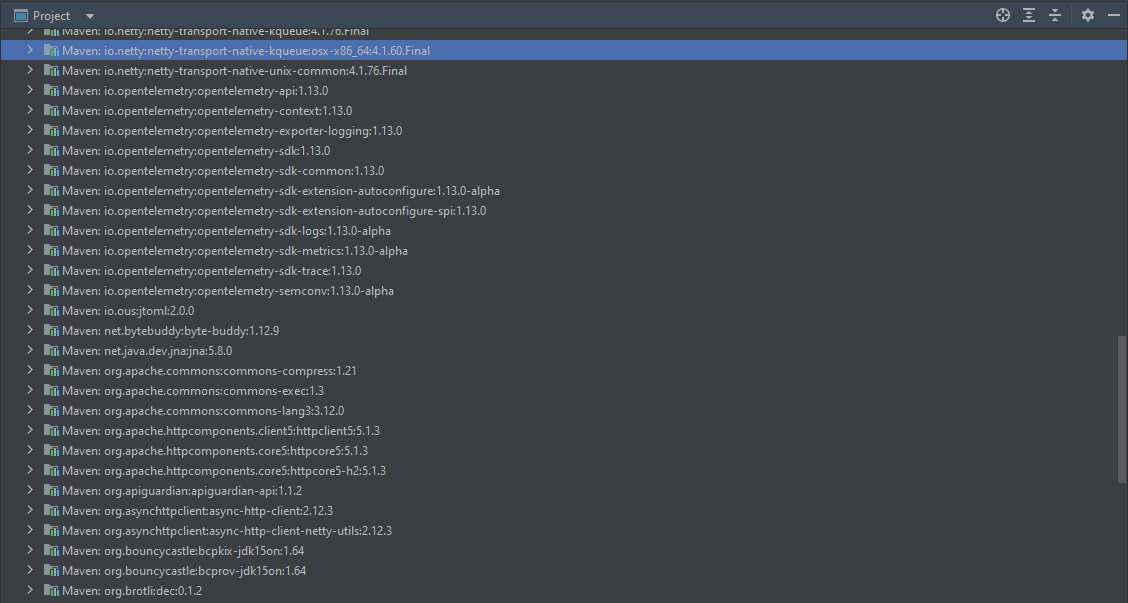 Project
Maven: io.netty:netty-transport-native-kqueue:4.1.76.Final
Maven: io.netty:netty-transport-native-kqueue:osx-x86_64:4.1.60.Final
Maven: io.netty:netty-transport-native-unix-common:4.1.76.Final
Maven: io.opentelemetry:opentelemetry-api:1.13.0
Maven: io.opentelemetry:opentelemetry-context:1.13.0
Maven: io.opentelemetry:opentelemetry-exporter-logging:1.13.0
Maven: io.opentelemetry:opentelemetry-sdk:1.13.0
Maven: io.opentelemetry:opentelemetry-sdk-common:1.13.0
Maven: io.opentelemetry:opentelemetry-sdk-extension-autoconfigure:1.13.0-alpha
Maven: io.opentelemetry:opentelemetry-sdk-extension-autoconfigure-spi:1.13.0
Maven: io.opentelemetry:opentelemetry-sdk-logs:1.13.0-alpha
Maven: io.opentelemetry:opentelemetry-sdk-metrics:1.13.0-alpha
Maven: io.opentelemetry:opentelemetry-sdk-trace:1.13.0
Maven: io.opentelemetry:opentelemetry-semconv:1.13.0-alpha
Maven: io.ous:jtoml:2.0.0
Maven: net.bytebuddy:byte-buddy:1.12.9
Maven: net.java.dev.jna:jna:5.8.0
Maven: org.apache.commons:commons-compress:1.21
Maven: org.apache.commons:commons-exec:1.3
Maven: org.apache.commons:commons-lang3:3.12.0
Maven: org.apache.httpcomponents.client5:httpclient5:5.1.3
Maven: org.apache.httpcomponents.core5:httpcore5:5.1.3
Maven: org.apache.httpcomponents.core5:httpcore5-h2:5.1.3
Maven: org.apiguardian:apiguardian-api:1.1.2
Maven: org.asynchttpclient:async-http-client:2.12.3
Maven: org.asynchttpclient:async-http-client-netty-utils:2.12.3
Maven: org.bouncycastle:bcpkix-jdk15on:1.64
Maven: org.bouncycastle:bcprov-jdk15on:1.64
Maven: org.brotli:dec:0.1.2